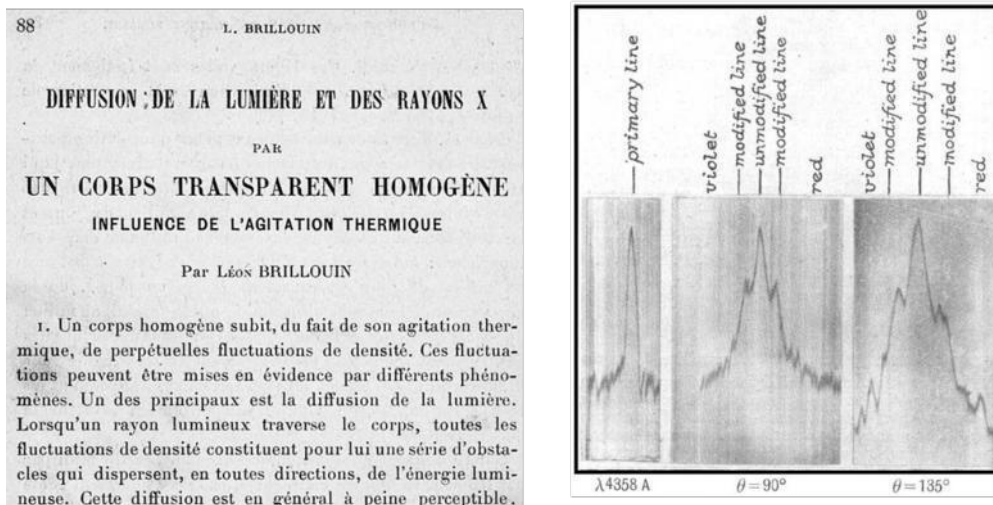 88 L. BRILLOUIN
DIFFUSION DE LA LUMIÈRE ET DES RAYONS X
PAR
UN CORPS TRANSPARENT HOMOGÈNE
INFLUENCE DE L'AGITATION THERMIQUE
Par Léon BRILLOUIN
1. Un corps homogène subit, du fait de son agitation ther-
mique, de perpétuelles fluctuations de densité. Ces fluctua-
tions peuvent être mises en évidence par différents phéno-
mènes. Un des principaux est la diffusion de la lumière.
Lorsqu'un rayon lumineux traverse le corps, toutes les
fluctuations de densité constituent pour lui une série d'obsta-
cles qui dispersent, en toutes directions, de l'énergie lumi-
neuse. Cette diffusion est en général à peine perceptible,
primary line
violet
modified line
unmodified line
modified line
red
violet
modified line
unmodified line
modified line
red
λ4358 A
θ=90°
θ=135°